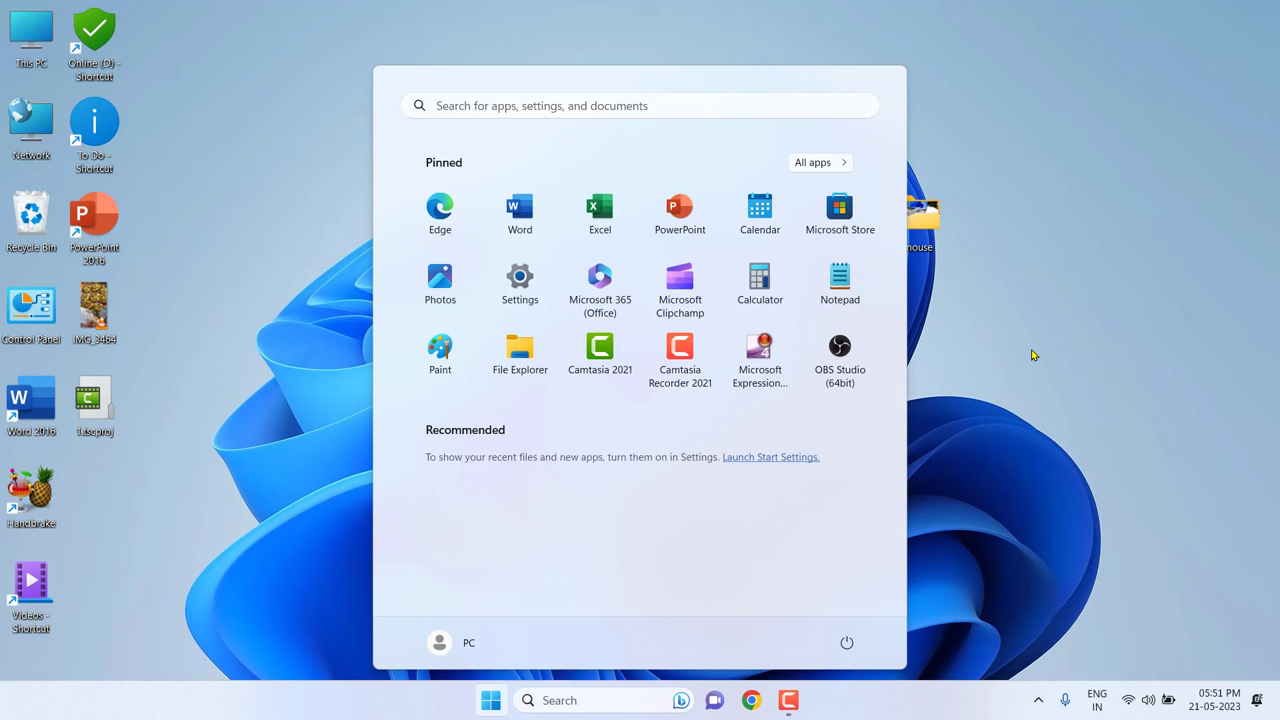 This PC
Online (D) -
Shortcut
Network
To Do -
Shortcut
Recycle Bin
PowerPoint
2016
Control Panel
IMG_3464
Word 2016
1.tscproj
Handbrake
Videos -
Shortcut
Search for apps, settings, and documents
Pinned
All apps
Edge
Word
Excel
PowerPoint
Calendar
Microsoft Store
Photos
Settings
Microsoft 365
(Office)
Microsoft
Clipchamp
Calculator
Notepad
Paint
File Explorer
Camtasia 2021
Camtasia
Recorder 2021
Microsoft
Expression...
OBS Studio
(64bit)
Recommended
To show your recent files and new apps, turn them on in Settings. Launch Start Settings.
PC
Search
ENG
IN
05:51 PM
21-05-2023